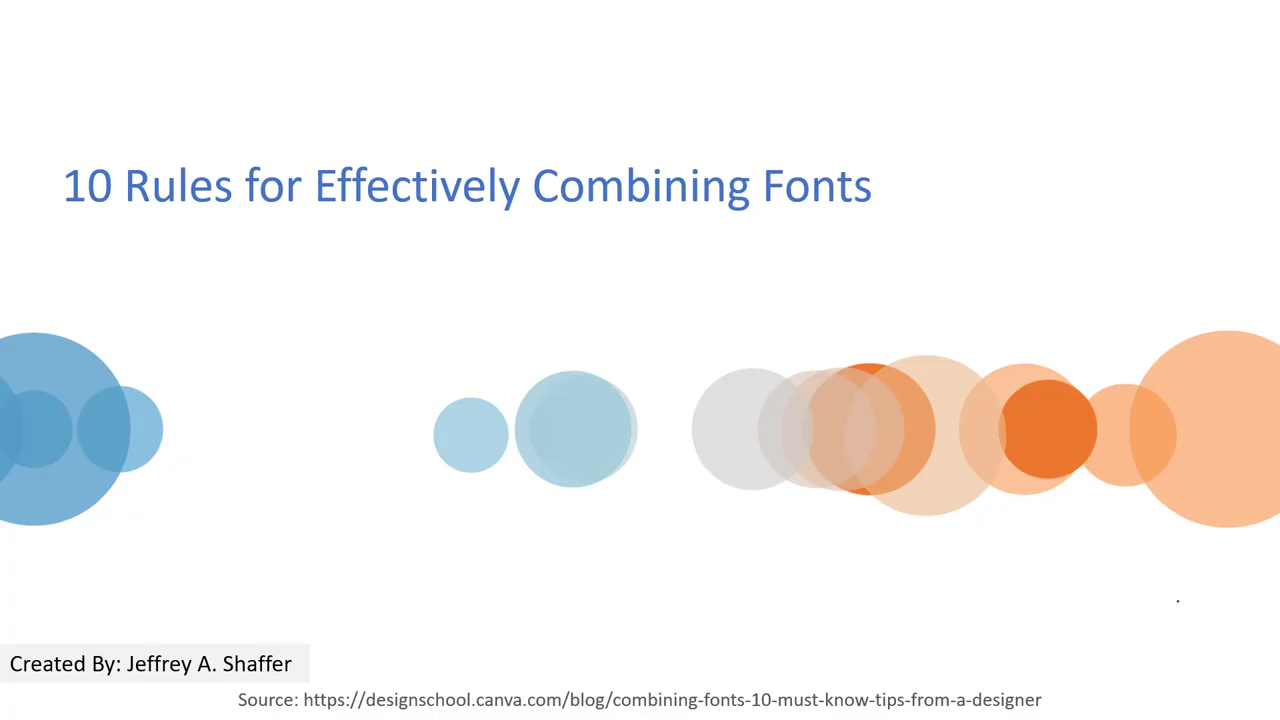 10 Rules for Effectively Combining Fonts
Created By: Jeffrey A. Shaffer
Source: https://designschool.canva.com/blog/combining-fonts-10-must-know-tips-from-a-designer